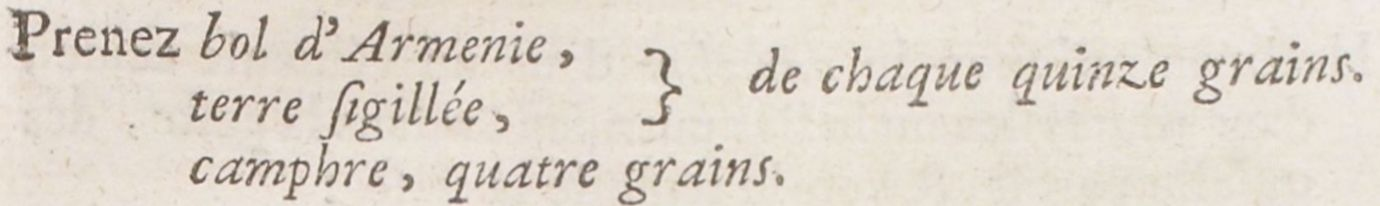 Prenez bol d'Armenie, } de chaque quinze grains.
terre ſigillée,
camphre, quatre grains.